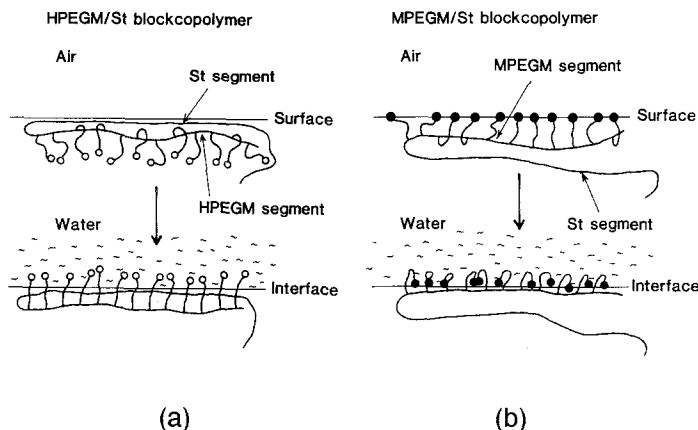 HPEGM/St blockcopolymer
Air
St segment
Surface
HPEGM segment
Water
Interface
(a)
MPEGM/St blockcopolymer
Air
MPEGM segment
Surface
St segment
Water
Interface
(b)